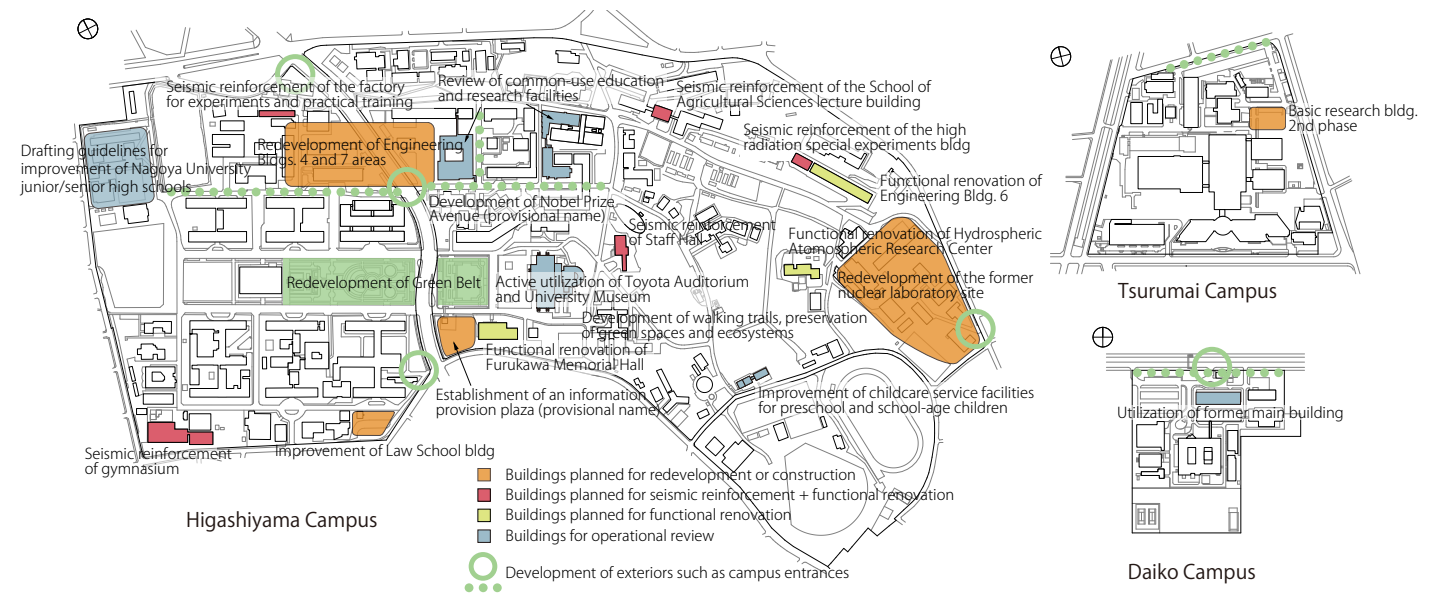 Seismic reinforcement of the factory
for experiments and practical training
Review of common-use education
and research facilities
Seismic reinforcement of the School of
Agricultural Sciences lecture building
Seismic reinforcement of the high
radiation special experiments bldg
Drafting guidelines for
improvement of Nagoya University
junior/senior high schools
Redevelopment of Engineering
Bldgs. 4 and 7 areas
Development of Nobel Prize
Avenue (provisional name)
Functional renovation of
Engineering Bldg. 6
Seismic reinforcement
of Staff Hall
Functional renovation of Hydrospheric
Atomospheric Research Center
Redevelopment of Green Belt
Active utilization of Toyota Auditorium
and University Museum
Redevelopment of the former
nuclear laboratory site
Development of walking trails, preservation
of green spaces and ecosystems
Functional renovation of
Furukawa Memorial Hall
Establishment of an information
provision plaza (provisional name)
Improvement of childcare service facilities
for preschool and school-age children
Seismic reinforcement
of gymnasium
Improvement of Law School bldg
Higashiyama Campus
Buildings planned for redevelopment or construction
Buildings planned for seismic reinforcement + functional renovation
Buildings planned for functional renovation
Buildings for operational review
Development of exteriors such as campus entrances
Basic research bldg.
2nd phase
Tsurumai Campus
Utilization of former main building
Daiko Campus